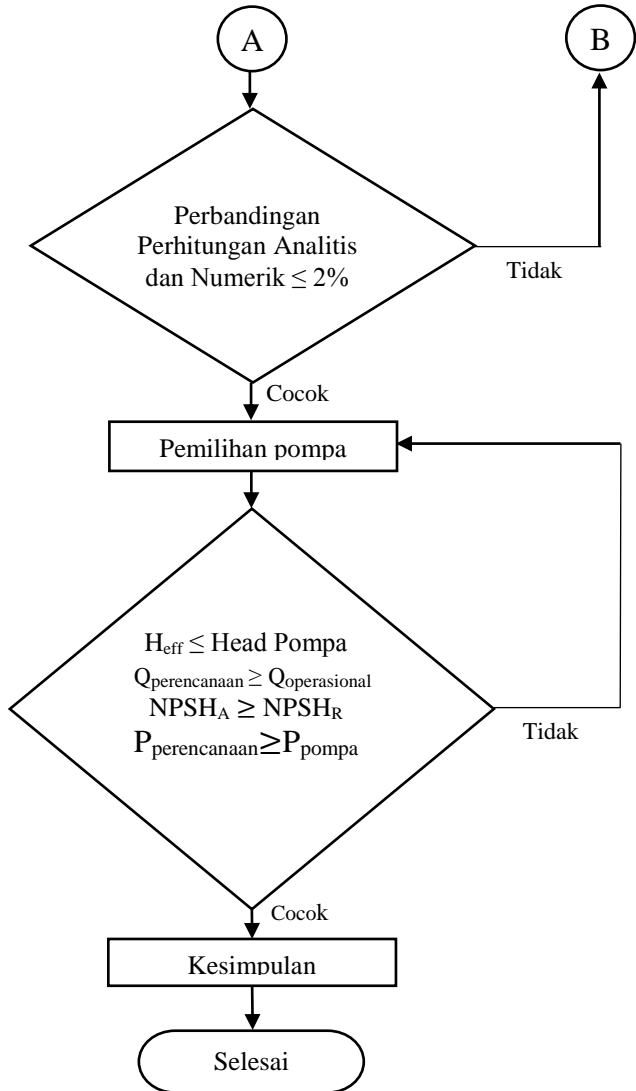 A
B
Perbandingan
Perhitungan Analitis
dan Numerik ≤ 2%
Tidak
Cocok
Pemilihan pompa
H_eff ≤ Head Pompa
Q_perencanaan ≥ Q_operasional
NPSH_A ≥ NPSH_R
P_perencanaan≥P_pompa
Tidak
Cocok
Kesimpulan
Selesai